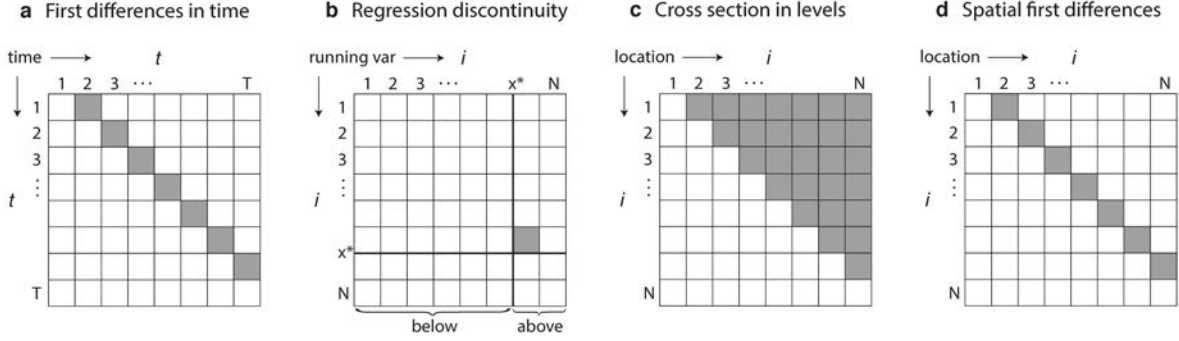 a First differences in time
time t
1 2 3 ... T
1
2
3
⋮
t
T
b Regression discontinuity
running var i
1 2 3 ... x* N
1
2
3
⋮
i
x*
N
below above
c Cross section in levels
location i
1 2 3 ... N
1
2
3
⋮
i
N
d Spatial first differences
location i
1 2 3 ... N
1
2
3
⋮
i
N